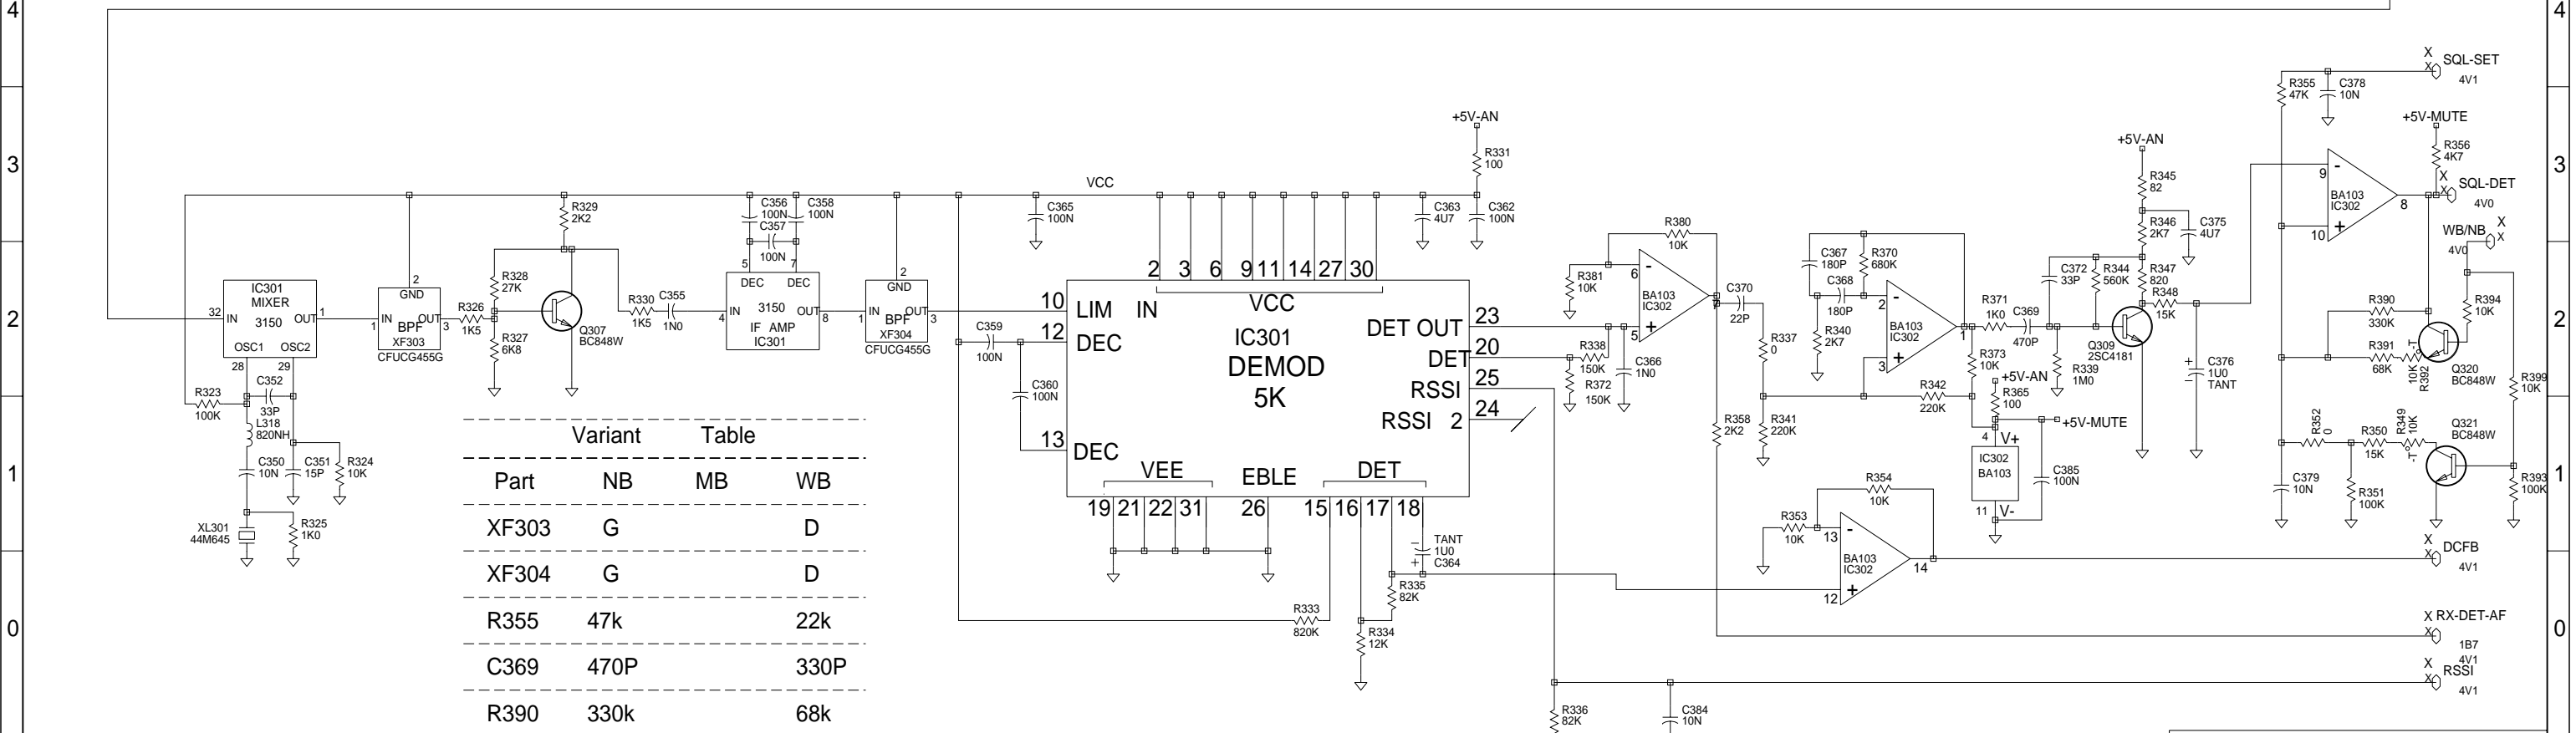 4
4
3
3
2
2
1
1
0
0
IC301
MIXER
3150
32 IN
OUT 1
OSC1
OSC2
28
29
R323
100K
C352
33P
L318
820NH
C350
10N
C351
15P
R324
10K
XL301
44M645
R325
1K0
2
GND
1 IN
OUT 3
BPF
XF303
CFUCG455G
R326
1K5
R328
27K
R327
6K8
R329
2K2
Q307
BC848W
R330
1K5
C355
1N0
C356
100N
C358
100N
C357
100N
5
7
DEC
DEC
4 IN
3150
OUT 8
IF AMP
IC301
2
GND
1 IN
OUT 3
BPF
XF304
CFUCG455G
Variant Table
Part NB MB WB
XF303 G D
XF304 G D
R355 47k 22k
C369 470P 330P
R390 330k 68k
C359
100N
C360
100N
C365
100N
VCC
+5V-AN
R331
100
C363
4U7
C362
100N
2 3 6 9 11 14 27 30
10 LIM IN
VCC
12 DEC
13 DEC
IC301
DEMOD
5K
DET OUT 23
DET 20
RSSI 25
RSSI 2 24
VEE
EBLE
DET
19 21 22 31 26 15 16 17 18
TANT
1U0
C364
R335
82K
R333
820K
R334
12K
R336
82K
C384
10N
R381
10K
R380
10K
6
-
BA103
IC302
5
+
7
R338
150K
R372
150K
C366
1N0
C370
22P
R337
0
R358
2K2
R341
220K
C367
180P
R370
680K
C368
180P
R340
2K7
2
-
BA103
IC302
3
+
1
R342
220K
R371
1K0
C369
470P
R373
10K
+5V-AN
R365
100
+5V-MUTE
4
V+
IC302
BA103
11 V-
C385
100N
R339
1M0
C372
33P
R344
560K
Q309
2SC4181
+5V-AN
R345
82
R346
2K7
C375
4U7
R347
820
R348
15K
C376
1U0
TANT
R353
10K
R354
10K
13
-
BA103
IC302
12
+
14
R355
47K
C378
10N
X
X
SQL-SET
4V1
+5V-MUTE
R356
4K7
9
-
BA103
IC302
10
+
8
X
X
SQL-DET
4V0
WB/NB
X
X
4V0
R390
330K
R394
10K
R391
68K
R392
10K
-T°
Q320
BC848W
R399
10K
R352
0
R350
15K
R349
10K
-T°
Q321
BC848W
C379
10N
R351
100K
R393
100K
X
X
DCFB
4V1
X
X
RX-DET-AF
1B7
4V1
X
X
RSSI
4V1